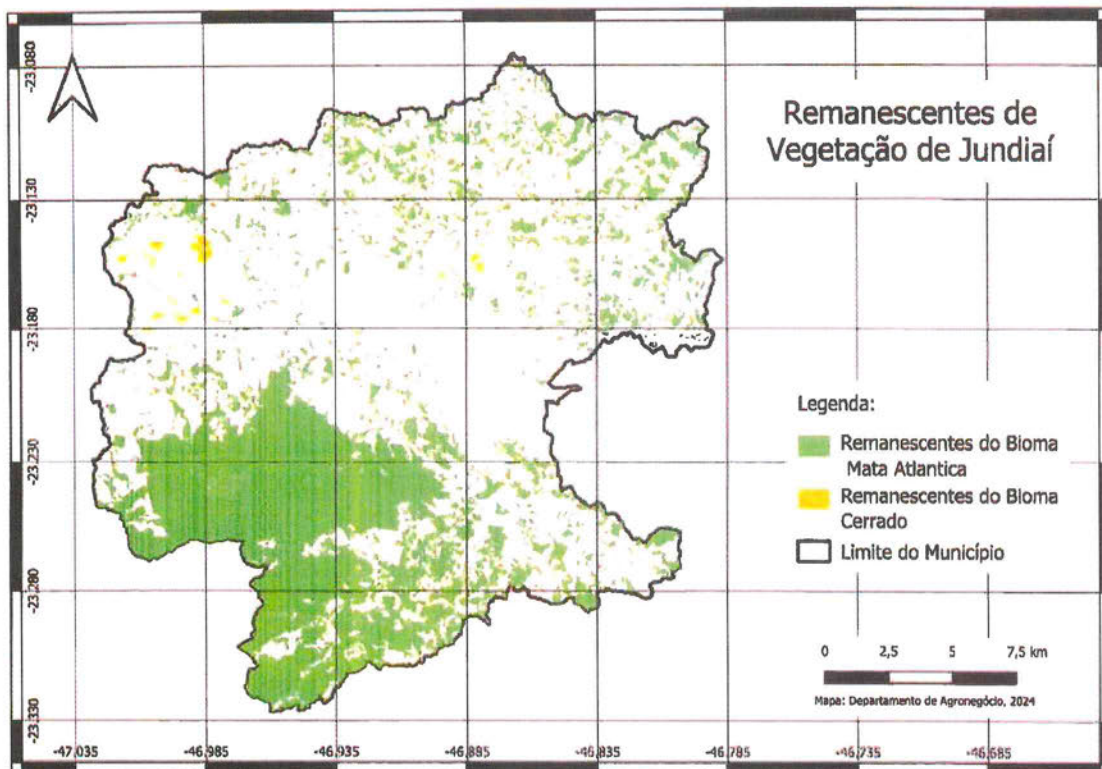 Remanescentes de
Vegetação de Jundiaí
-23.080
-23.130
-23.180
-23.230
-23.280
-23.330
Legenda:
Remanescentes do Bioma
Mata Atlantica
Remanescentes do Bioma
Cerrado
Limite do Município
0 2,5 5 7,5 km
Mapa: Departamento de Agronegócio, 2024
-47,035 -46,985 -46,935 -46,885 -46,835 -46,785 -46,735 -46,685